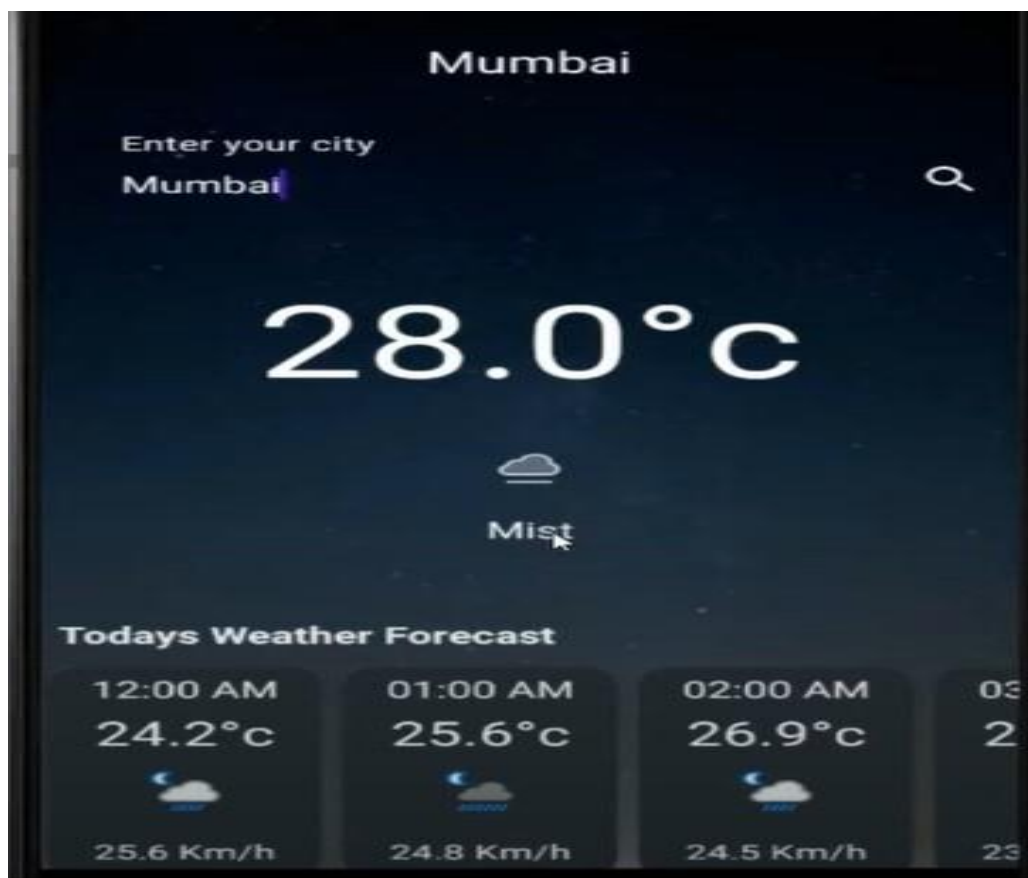 Mumbai
Enter your city
Mumbai
28.0°c
Mist
Todays Weather Forecast
12:00 AM 01:00 AM 02:00 AM
24.2°c 25.6°c 26.9°c
25.6 Km/h 24.8 Km/h 24.5 Km/h